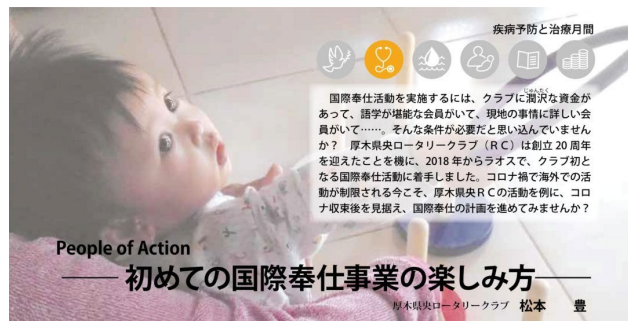 疾病予防と治療月間
国際奉仕活動を実施するには、クラブに潤沢な資金が
じゅんたく
あって、語学が堪能な会員がいて、現地の事情に詳しい会
員がいて……。そんな条件が必要だと思い込んでいません
か？　厚木県央ロータリークラブ（ＲＣ）は創立 20 周年
を迎えたことを機に、2018 年からラオスで、クラブ初と
なる国際奉仕活動に着手しました。コロナ禍で海外での活
動が制限される今こそ、厚木県央ＲＣの活動を例に、コロ
ナ収束後を見据え、国際奉仕の計画を進めてみませんか？
People of Action
初めての国際奉仕事業の楽しみ方
厚木県央ロータリークラブ　松本　豊